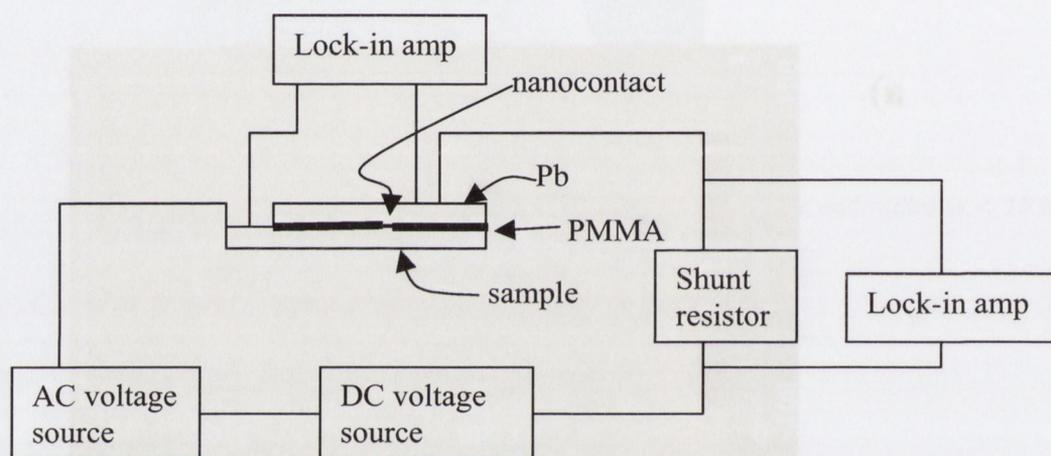 Lock-in amp
nanocontact
Pb
PMMA
sample
Shunt
resistor
Lock-in amp
AC voltage
source
DC voltage
source